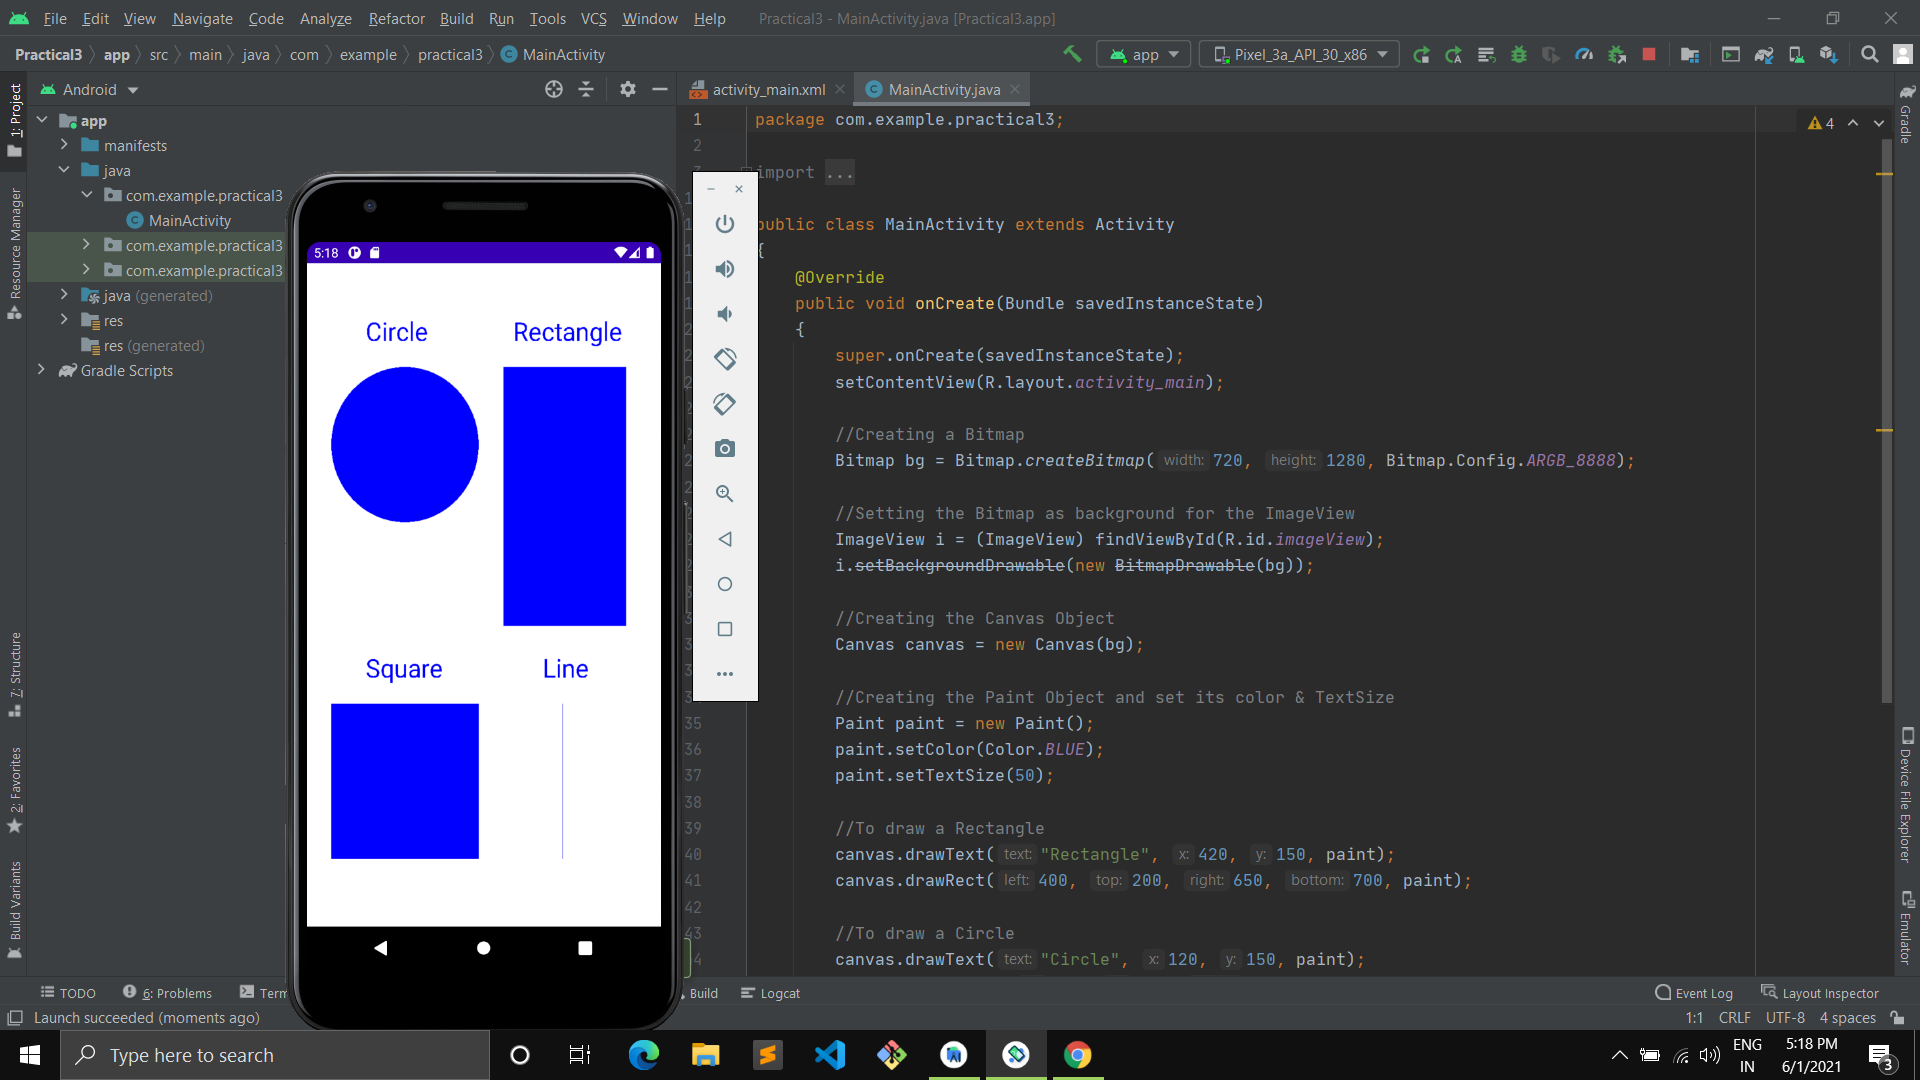 File Edit View Navigate Code Analyze Refactor Build Run Tools VCS Window Help Practical3 - MainActivity.java [Practical3.app]
Practical3 app src main java com example practical3 MainActivity
app Pixel_3a_API_30_x86
Android
activity_main.xml
MainActivity.java
app
manifests
java
com.example.practical3
MainActivity
com.example.practical3
com.example.practical3
java (generated)
res
res (generated)
Gradle Scripts
1: Project
Resource Manager
7: Structure
2: Favorites
Build Variants
5:18
Circle Rectangle
Square Line
1 package com.example.practical3;
2
import ...
public class MainActivity extends Activity
{
@Override
public void onCreate(Bundle savedInstanceState)
{
super.onCreate(savedInstanceState);
setContentView(R.layout.activity_main);
//Creating a Bitmap
Bitmap bg = Bitmap.createBitmap( width: 720, height: 1280, Bitmap.Config.ARGB_8888);
//Setting the Bitmap as background for the ImageView
ImageView i = (ImageView) findViewById(R.id.imageView);
i.setBackgroundDrawable(new BitmapDrawable(bg));
//Creating the Canvas Object
Canvas canvas = new Canvas(bg);
//Creating the Paint Object and set its color & TextSize
35 Paint paint = new Paint();
36 paint.setColor(Color.BLUE);
37 paint.setTextSize(50);
38
39 //To draw a Rectangle
40 canvas.drawText( text: "Rectangle", x: 420, y: 150, paint);
41 canvas.drawRect( left: 400, top: 200, right: 650, bottom: 700, paint);
42
43 //To draw a Circle
canvas.drawText( text: "Circle", x: 120, y: 150, paint);
4
Gradle
Device File Explorer
Emulator
TODO 6: Problems Build Logcat Event Log Layout Inspector
Launch succeeded (moments ago) 1:1 CRLF UTF-8 4 spaces
Type here to search
ENG
IN
5:18 PM
6/1/2021
3